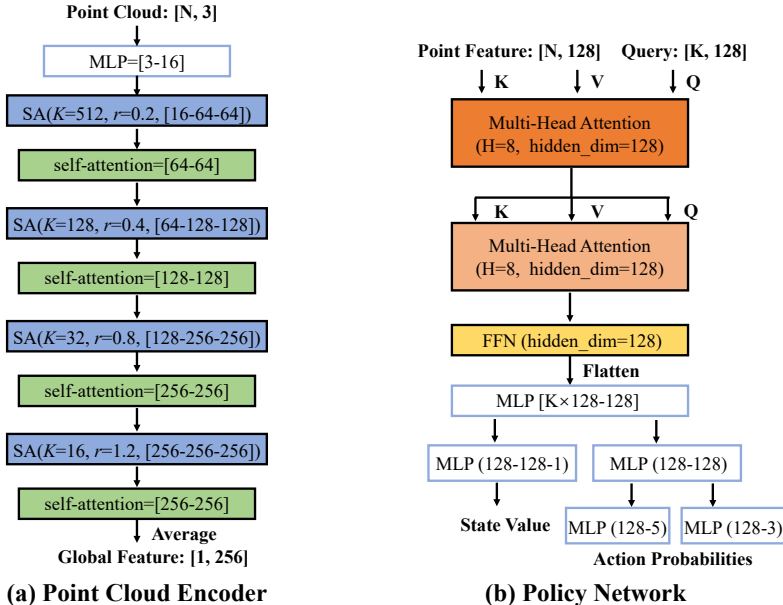 Point Cloud: [N, 3]
MLP=[3-16]
SA(K=512, r=0.2, [16-64-64])
self-attention=[64-64]
SA(K=128, r=0.4, [64-128-128])
self-attention=[128-128]
SA(K=32, r=0.8, [128-256-256])
self-attention=[256-256]
SA(K=16, r=1.2, [256-256-256])
self-attention=[256-256]
Average
Global Feature: [1, 256]
(a) Point Cloud Encoder
Point Feature: [N, 128] Query: [K, 128]
K V Q
Multi-Head Attention
(H=8, hidden_dim=128)
K V Q
Multi-Head Attention
(H=8, hidden_dim=128)
FFN (hidden_dim=128)
Flatten
MLP [K×128-128]
MLP (128-128-1) MLP (128-128)
State Value MLP (128-5) MLP (128-3)
Action Probabilities
(b) Policy Network